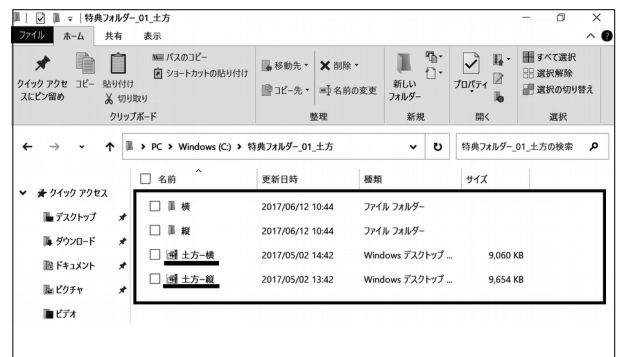 特典フォルダ-_01_土方
ファイル ホーム 共有 表示
クイック アクセスにピン留め
コピー
貼り付け
パスのコピー
ショートカットの貼り付け
切り取り
クリップボード
移動先 削除
コピー先 名前の変更
整理
新しいフォルダー
新規
プロパティ
開く
すべて選択
選択解除
選択の切り替え
選択
PC > Windows (C:) > 特典フォルダ-_01_土方
特典フォルダ-_01_土方の検索
名前 更新日時 種類 サイズ
クイック アクセス
デスクトップ
ダウンロード
ドキュメント
ピクチャ
ビデオ
横 2017/06/12 10:44 ファイル フォルダー
縦 2017/06/12 10:44 ファイル フォルダー
土方-横 2017/05/02 14:42 Windows デスクトップ ... 9,060 KB
土方-縦 2017/05/02 13:42 Windows デスクトップ ... 9,654 KB